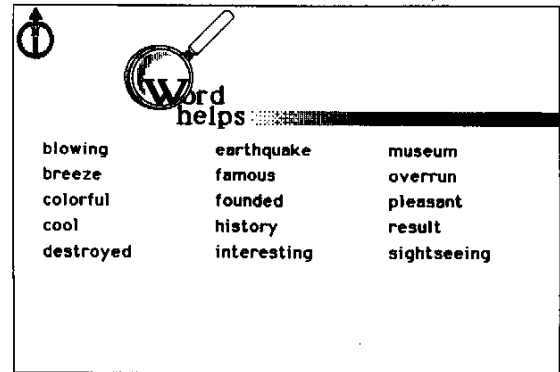 Word
helps
blowing earthquake museum
breeze famous overrun
colorful founded pleasant
cool history result
destroyed interesting sightseeing